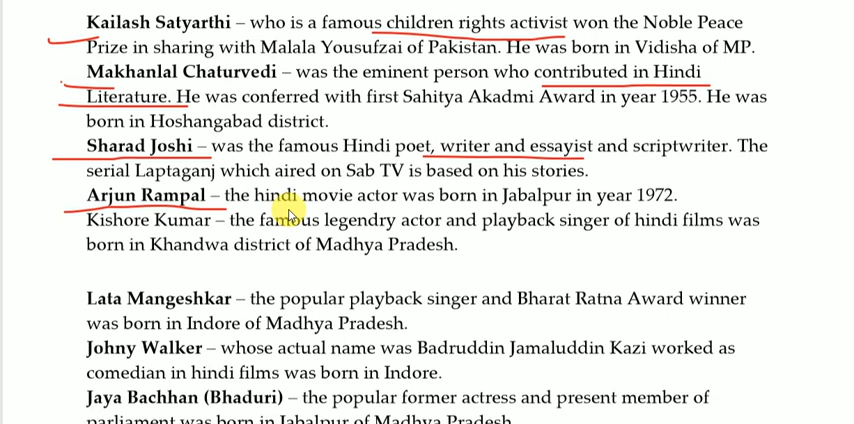 Kailash Satyarthi – who is a famous children rights activist won the Noble Peace
Prize in sharing with Malala Yousufzai of Pakistan. He was born in Vidisha of MP.
Makhanlal Chaturvedi – was the eminent person who contributed in Hindi
Literature. He was conferred with first Sahitya Akadmi Award in year 1955. He was
born in Hoshangabad district.
Sharad Joshi – was the famous Hindi poet, writer and essayist and scriptwriter. The
serial Laptaganj which aired on Sab TV is based on his stories.
Arjun Rampal – the hindi movie actor was born in Jabalpur in year 1972.
Kishore Kumar – the famous legendry actor and playback singer of hindi films was
born in Khandwa district of Madhya Pradesh.
Lata Mangeshkar – the popular playback singer and Bharat Ratna Award winner
was born in Indore of Madhya Pradesh.
Johny Walker – whose actual name was Badruddin Jamaluddin Kazi worked as
comedian in hindi films was born in Indore.
Jaya Bachhan (Bhaduri) – the popular former actress and present member of
parliament was born in Jabalpur of Madhya Pradesh.